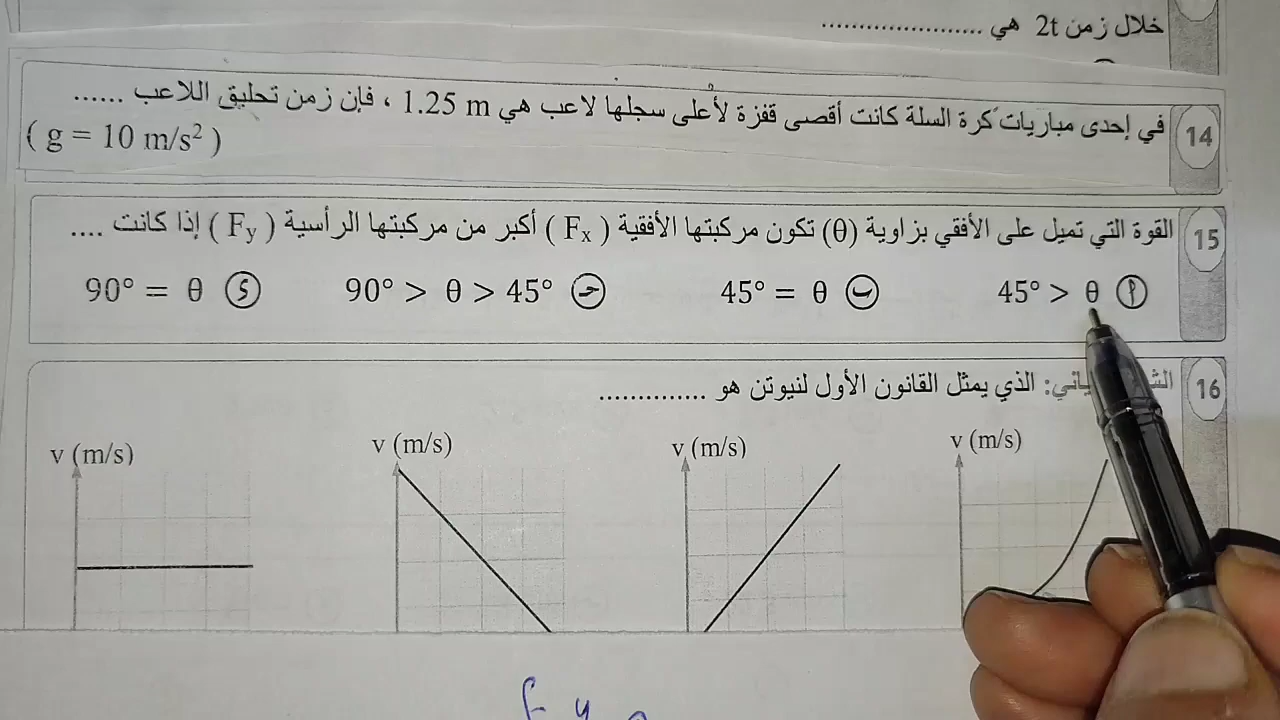 خلال زمن 2t هي ......................
14 في إحدى مباريات كرة السلة كانت أقصى قفزة لأعلى سجلها لاعب هي 1.25 m ، فإن زمن تحليق اللاعب ......
( g = 10 m/s² )
15 القوة التي تميل على الأفقي بزاوية (θ) تكون مركبتها الأفقية ( Fₓ ) أكبر من مركبتها الرأسية ( Fᵧ ) إذا كانت ....
أ 45° > θ ب 45° = θ جـ 90° > θ > 45° د 90° = θ
16 الذي يمثل القانون الأول لنيوتن هو ..............
v (m/s) v (m/s) v (m/s) v (m/s)